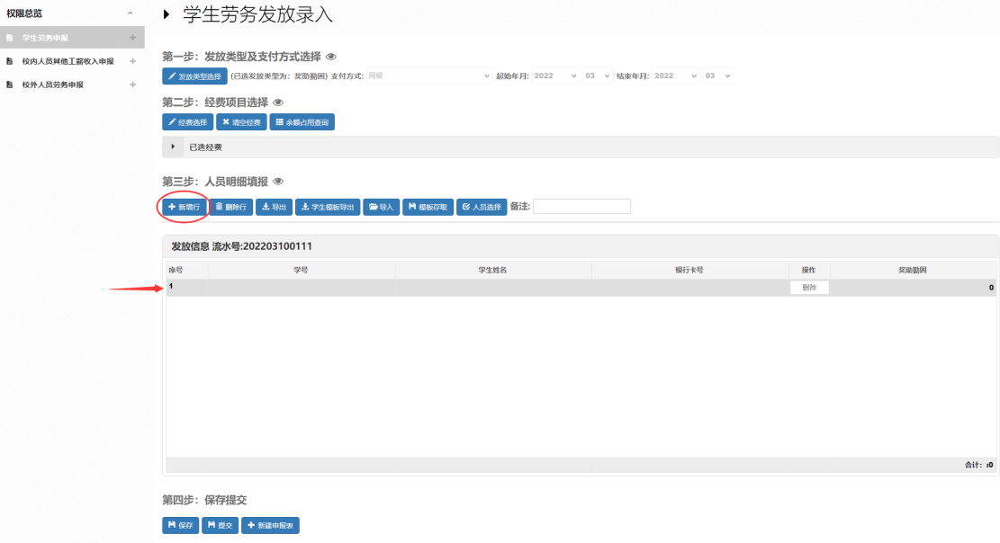 权限总览
学生劳务申报
校内人员其他工薪收入申报
校外人员劳务申报
学生劳务发放录入
第一步：发放类型及支付方式选择
发放类型选择 (已选发放类型为：奖助勤困) 支付方式: 网银 起始年月: 2022 03 结束年月: 2022 03
第二步：经费项目选择
经费选择 清空经费 余额占用查询
已选经费
第三步：人员明细填报
新增行 删除行 导出 学生模板导出 导入 模板存取 人员选择 备注:
发放信息 流水号:202203100111
序号 学号 学生姓名 银行卡号 操作 奖助勤困
1 删除 0
合计：:0
第四步：保存提交
保存 提交 新建申报表